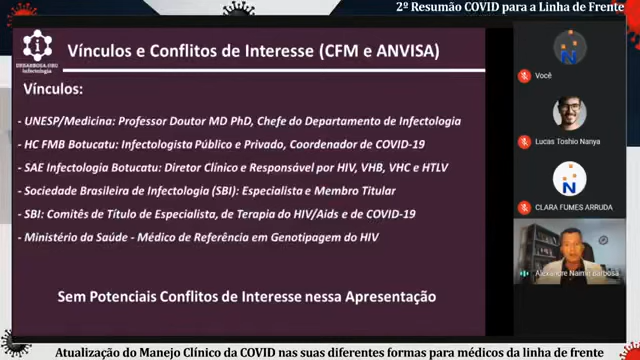 2º Resumão COVID para a Linha de Frente
DRBARBOSA.ORG
infectologia
Vínculos e Conflitos de Interesse (CFM e ANVISA)
Vínculos:
- UNESP/Medicina: Professor Doutor MD PhD, Chefe do Departamento de Infectologia
- HC FMB Botucatu: Infectologista Público e Privado, Coordenador de COVID-19
- SAE Infectologia Botucatu: Diretor Clínico e Responsável por HIV, VHB, VHC e HTLV
- Sociedade Brasileira de Infectologia (SBI): Especialista e Membro Titular
- SBI: Comitês de Título de Especialista, de Terapia do HIV/Aids e de COVID-19
- Ministério da Saúde - Médico de Referência em Genotipagem do HIV
Sem Potenciais Conflitos de Interesse nessa Apresentação
N
Você
Lucas Toshio Nanya
N
CLARA FUMES ARRUDA
Alexandre Naime Barbosa
Atualização do Manejo Clínico da COVID nas suas diferentes formas para médicos da linha de frente